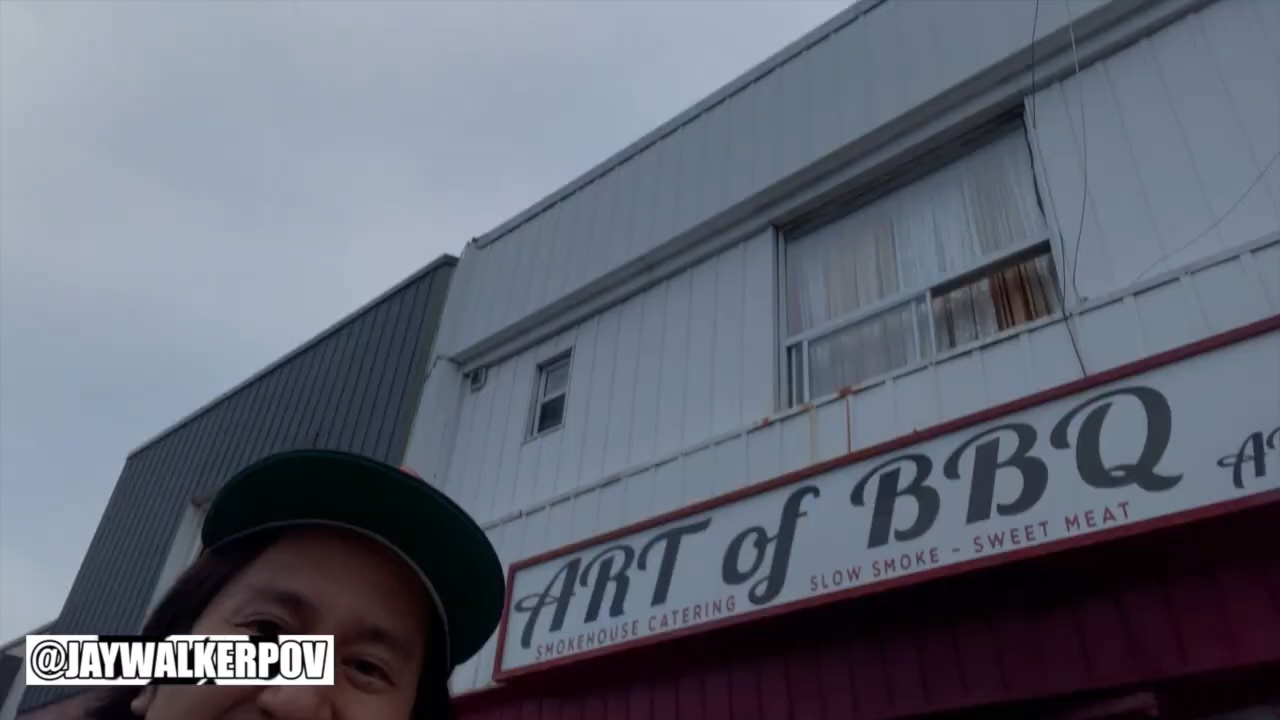 ART of BBQ
SMOKEHOUSE CATERING
SLOW SMOKE - SWEET MEAT
@JAYWALKERPOV